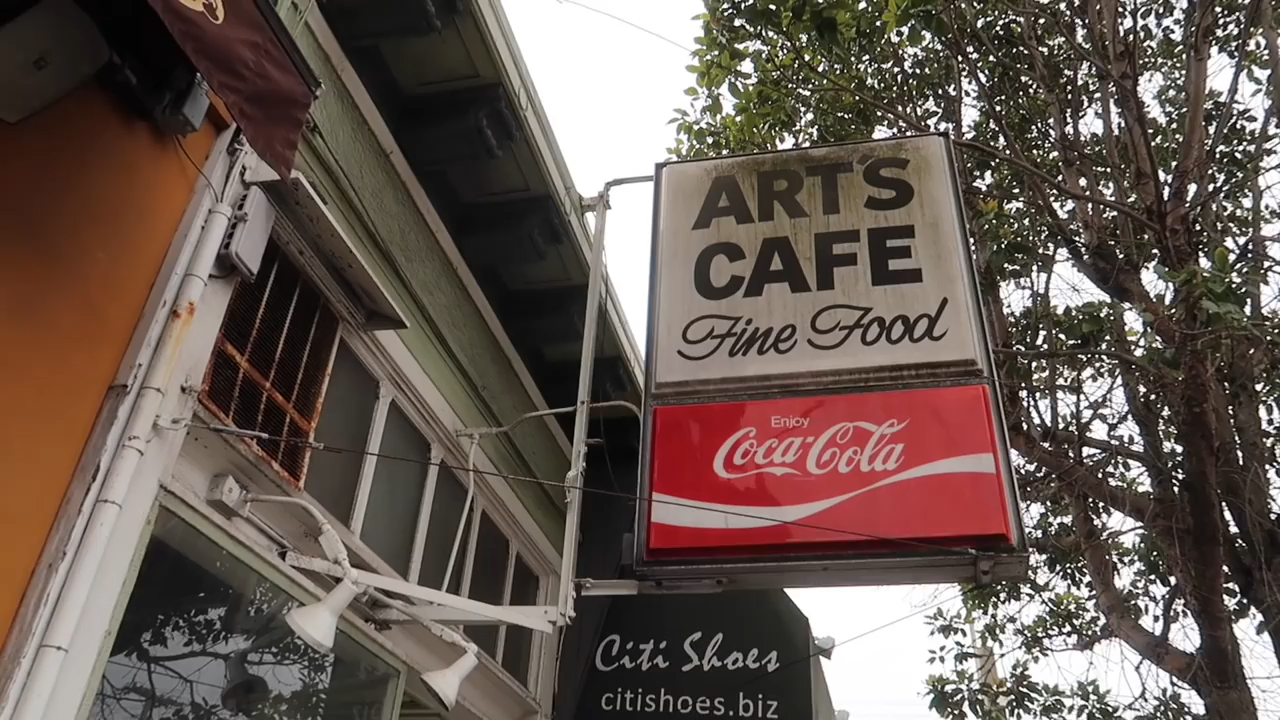 ART'S
CAFE
Fine Food
Enjoy
Coca-Cola
Citi Shoes
citishoes.biz